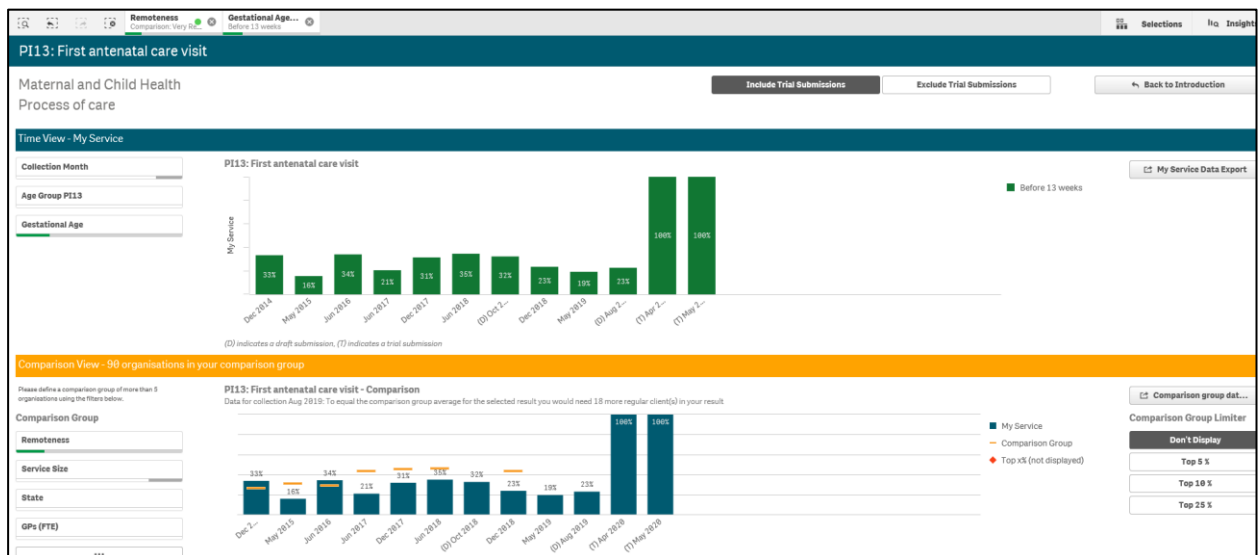 Remoteness
Comparison: Very Re...
Gestational Age...
Before 13 weeks
Selections
Insight
PI13: First antenatal care visit
Maternal and Child Health
Process of care
Include Trial Submissions
Exclude Trial Submissions
Back to Introduction
Time View - My Service
Collection Month
Age Group PI13
Gestational Age
PI13: First antenatal care visit
My Service
33%
16%
34%
21%
31%
35%
32%
23%
19%
23%
100%
100%
Dec 2014
May 2015
Jun 2016
Jun 2017
Dec 2017
Jun 2018
(D) Oct 2...
Dec 2018
May 2019
(D) Aug 2...
(T) Apr 2...
(T) May 2...
Before 13 weeks
My Service Data Export
(D) indicates a draft submission, (T) indicates a trial submission
Comparison View - 90 organisations in your comparison group
Please define a comparison group of more than 5
organisations using the filters below.
Comparison Group
Remoteness
Service Size
State
GPs (FTE)
PI13: First antenatal care visit - Comparison
Data for collection Aug 2019: To equal the comparison group average for the selected result you would need 18 more regular client(s) in your result
33%
16%
34%
21%
31%
35%
32%
23%
19%
23%
100%
100%
Dec 2...
May 2015
Jun 2016
Jun 2017
Dec 2017
Jun 2018
(D) Oct 2018
Dec 2018
May 2019
(D) Aug 2019
(T) Apr 2020
(T) May 2020
My Service
Comparison Group
Top x% (not displayed)
Comparison group dat...
Comparison Group Limiter
Don't Display
Top 5 %
Top 10 %
Top 25 %